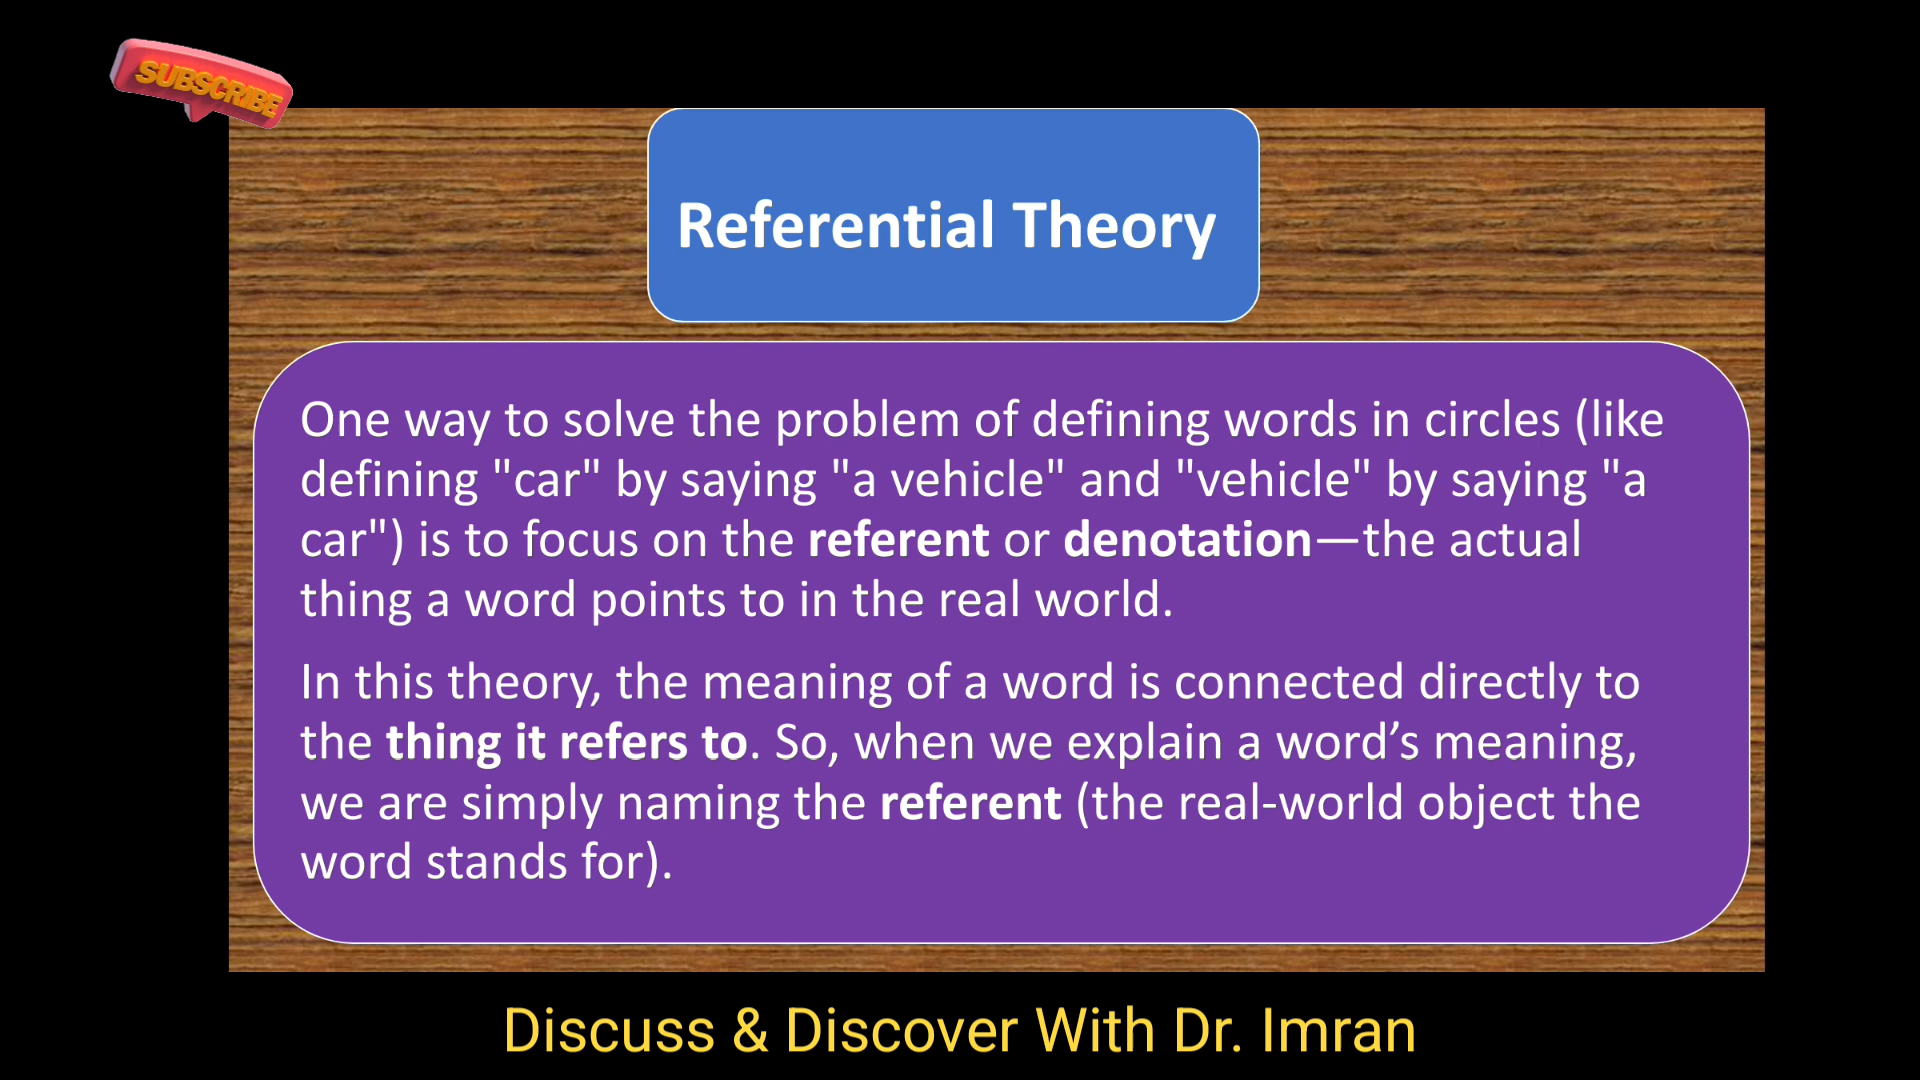 SUBSCRIBE
Referential Theory
One way to solve the problem of defining words in circles (like
defining "car" by saying "a vehicle" and "vehicle" by saying "a
car") is to focus on the referent or denotation—the actual
thing a word points to in the real world.
In this theory, the meaning of a word is connected directly to
the thing it refers to. So, when we explain a word’s meaning,
we are simply naming the referent (the real-world object the
word stands for).
Discuss & Discover With Dr. Imran